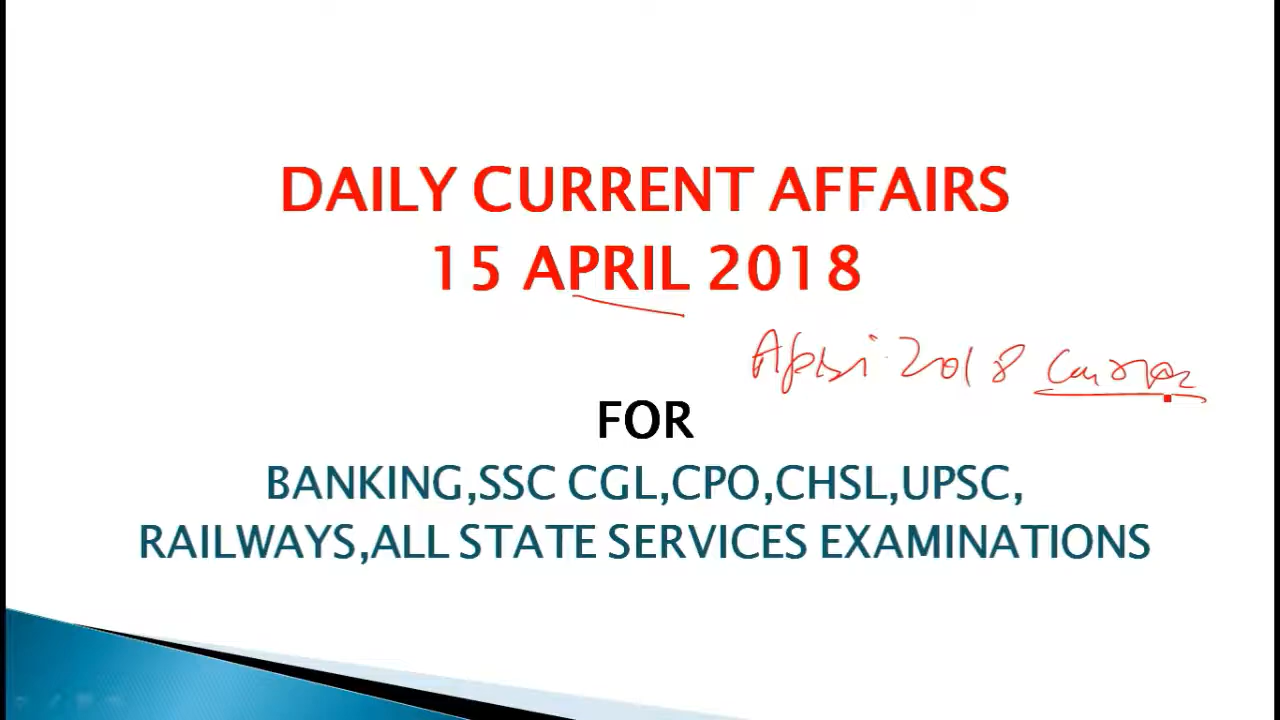 DAILY CURRENT AFFAIRS
15 APRIL 2018
April 2018
FOR
BANKING,SSC CGL,CPO,CHSL,UPSC,
RAILWAYS,ALL STATE SERVICES EXAMINATIONS